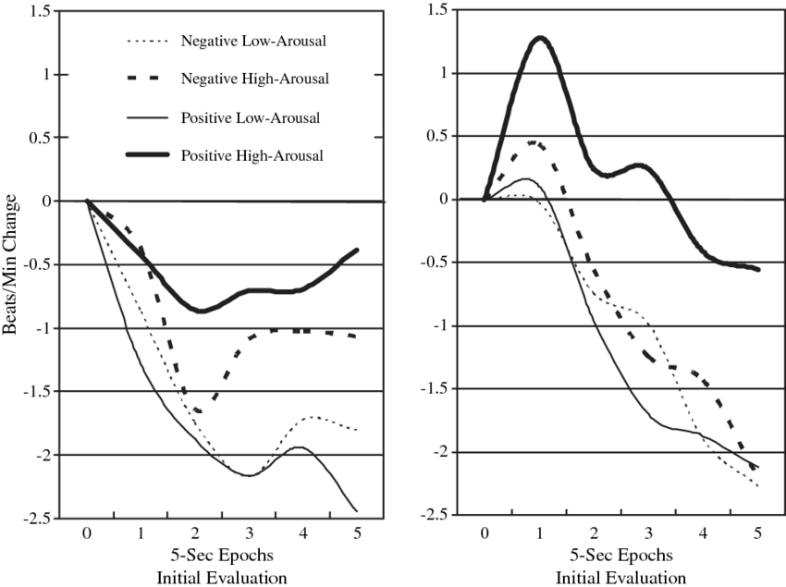 1.5
1
0.5
0
-0.5
-1
-1.5
-2
-2.5
Beats/Min Change
Negative Low-Arousal
Negative High-Arousal
Positive Low-Arousal
Positive High-Arousal
0 1 2 3 4 5
5-Sec Epochs
Initial Evaluation
1.5
1
0.5
0
-0.5
-1
-1.5
-2
-2.5
0 1 2 3 4 5
5-Sec Epochs
Initial Evaluation